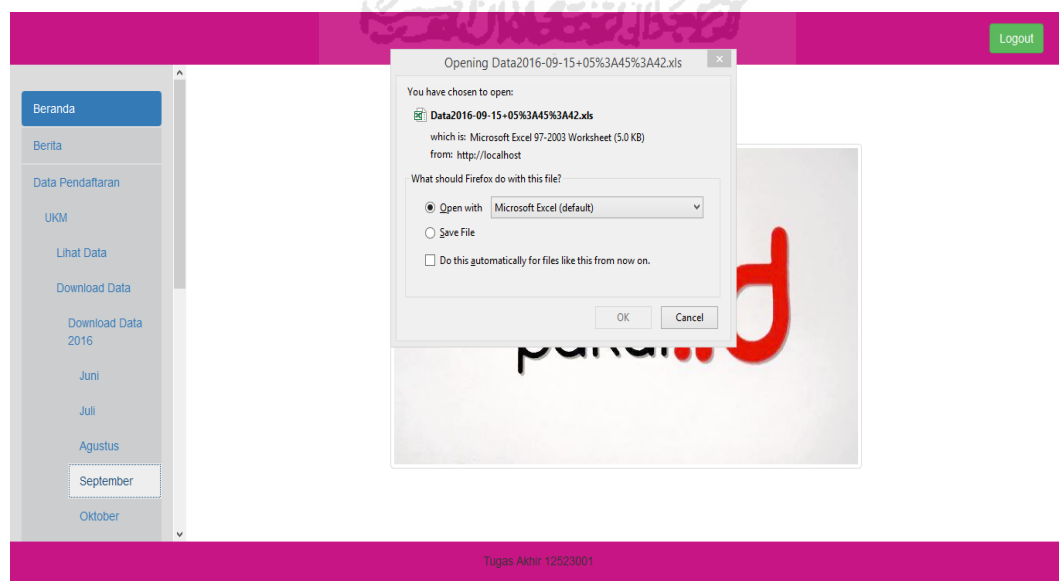 Logout
Opening Data2016-09-15+05%3A45%3A42.xls
You have chosen to open:
Data2016-09-15+05%3A45%3A42.xls
which is: Microsoft Excel 97-2003 Worksheet (5.0 KB)
from: http://localhost
What should Firefox do with this file?
Open with Microsoft Excel (default)
Save File
Do this automatically for files like this from now on.
OK Cancel
Beranda
Berita
Data Pendaftaran
UKM
Lihat Data
Download Data
Download Data
2016
Juni
Juli
Agustus
September
Oktober
Tugas Akhir 12523001